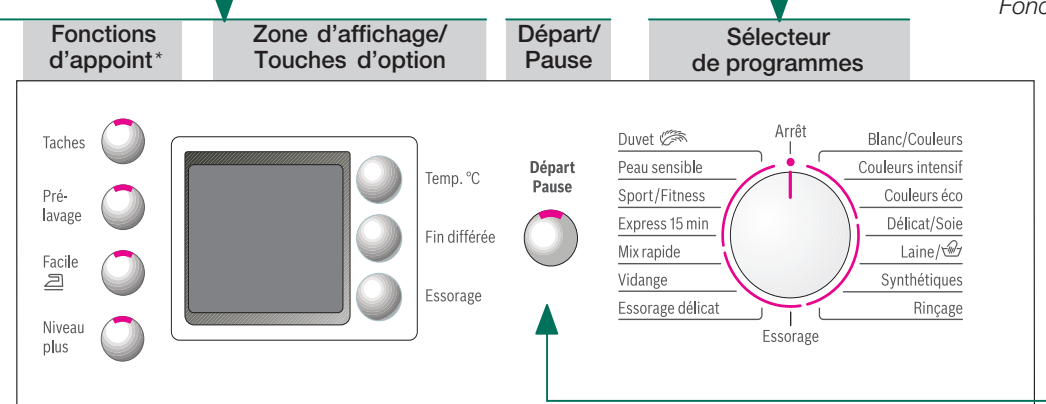 Fonc
Fonctions
d'appoint*
Zone d'affichage/
Touches d'option
Départ/
Pause
Sélecteur
de programmes
Taches
Pré-
lavage
Facile
Niveau
plus
Temp. °C
Fin différée
Essorage
Départ
Pause
Arrêt
Duvet
Peau sensible
Sport/Fitness
Express 15 min
Mix rapide
Vidange
Essorage délicat
Blanc/Couleurs
Couleurs intensif
Couleurs éco
Délicat/Soie
Laine/
Synthétiques
Rinçage
Essorage